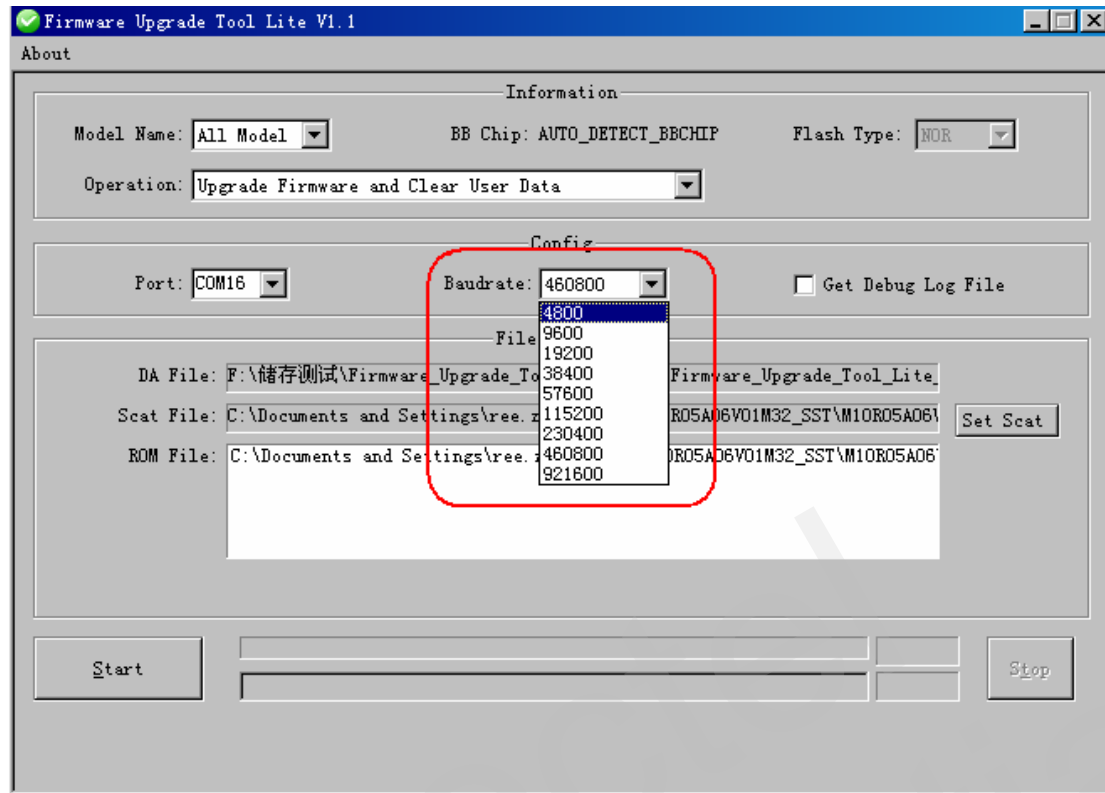 Firmware Upgrade Tool Lite V1.1
About
Information
Model Name: All Model BB Chip: AUTO_DETECT_BBCHIP Flash Type: NOR
Operation: Upgrade Firmware and Clear User Data
Config
Port: COM16 Baudrate: 460800 Get Debug Log File
4800
9600
19200
38400
57600
115200
230400
460800
921600
File
DA File: F:\储存测试\Firmware_Upgrade_To Firmware_Upgrade_Tool_Lite_
Scat File: C:\Documents and Settings\ree. R05A06V01M32_SST\M10R05A06\ Set Scat
ROM File: C:\Documents and Settings\ree. R05A06V01M32_SST\M10R05A06
Start Stop